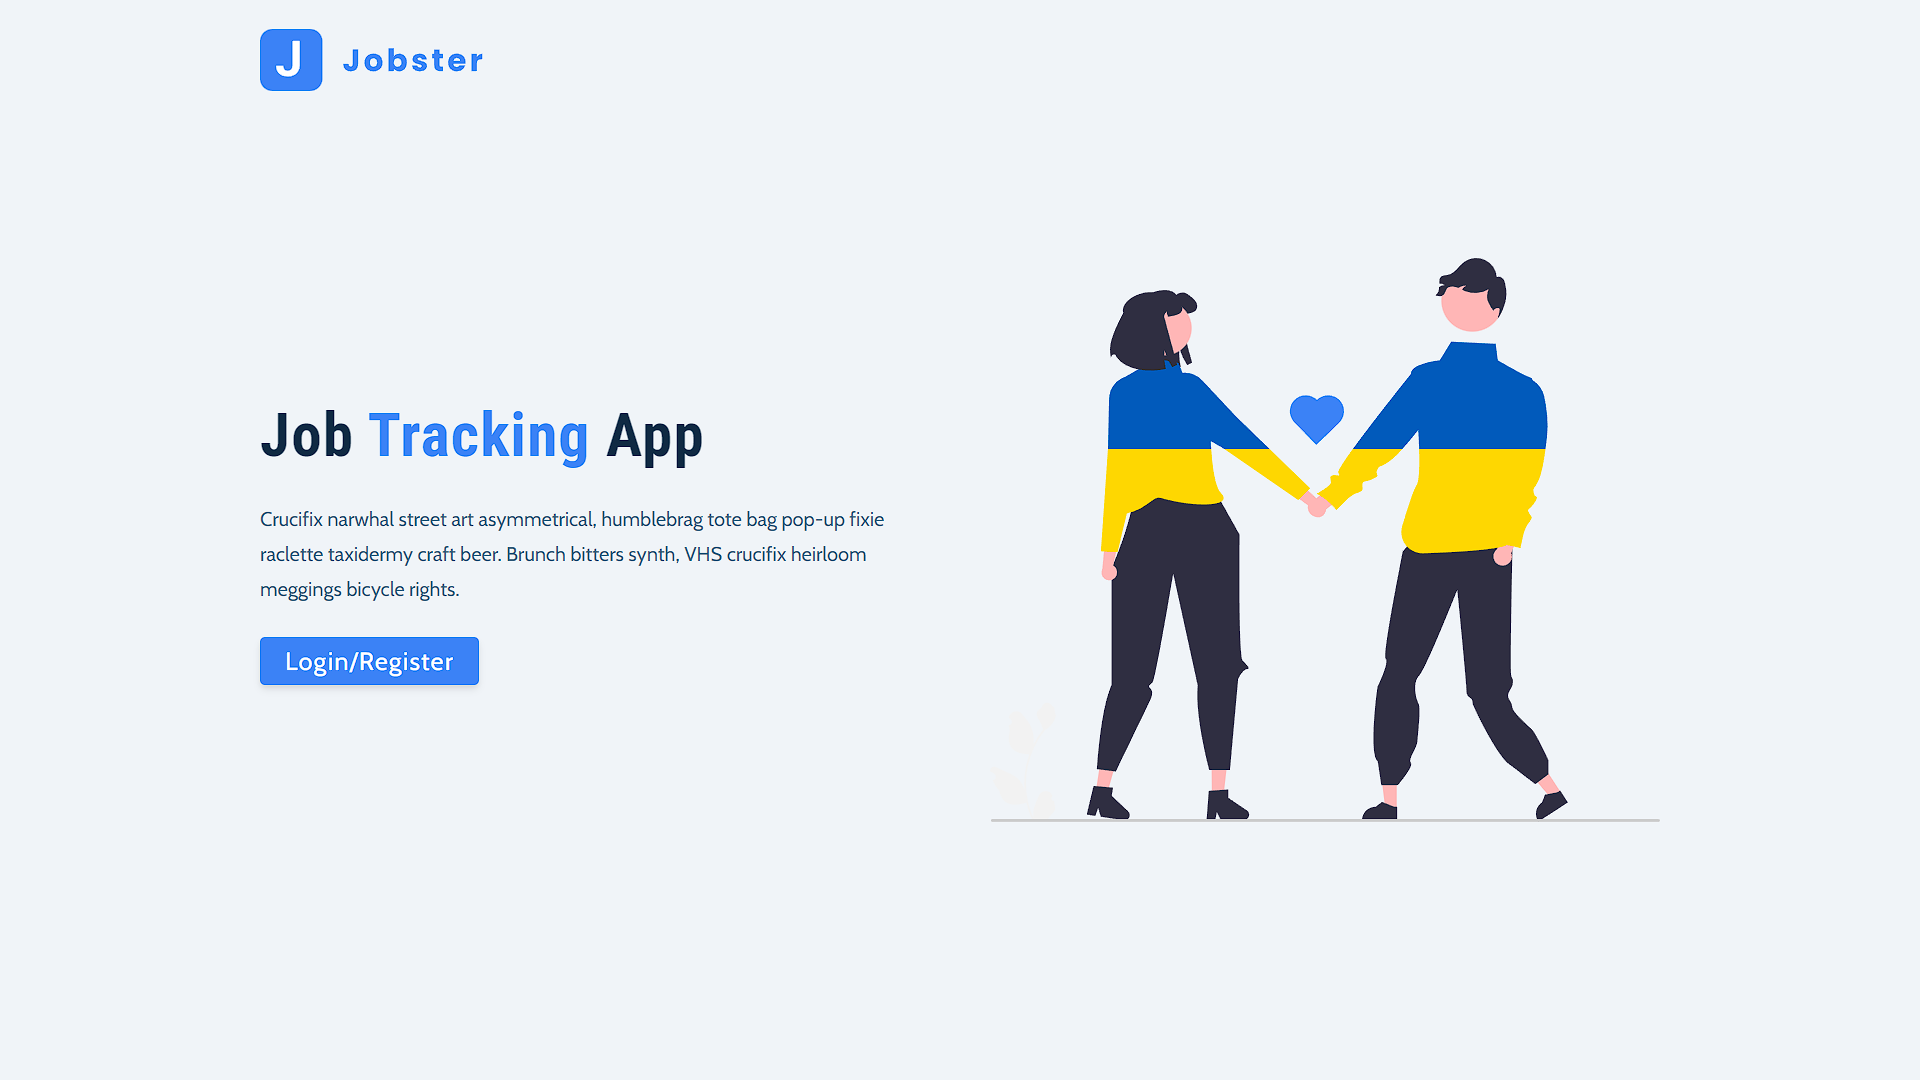 J Jobster
Job Tracking App
Crucifix narwhal street art asymmetrical, humblebrag tote bag pop-up fixie
raclette taxidermy craft beer. Brunch bitters synth, VHS crucifix heirloom
meggings bicycle rights.
Login/Register